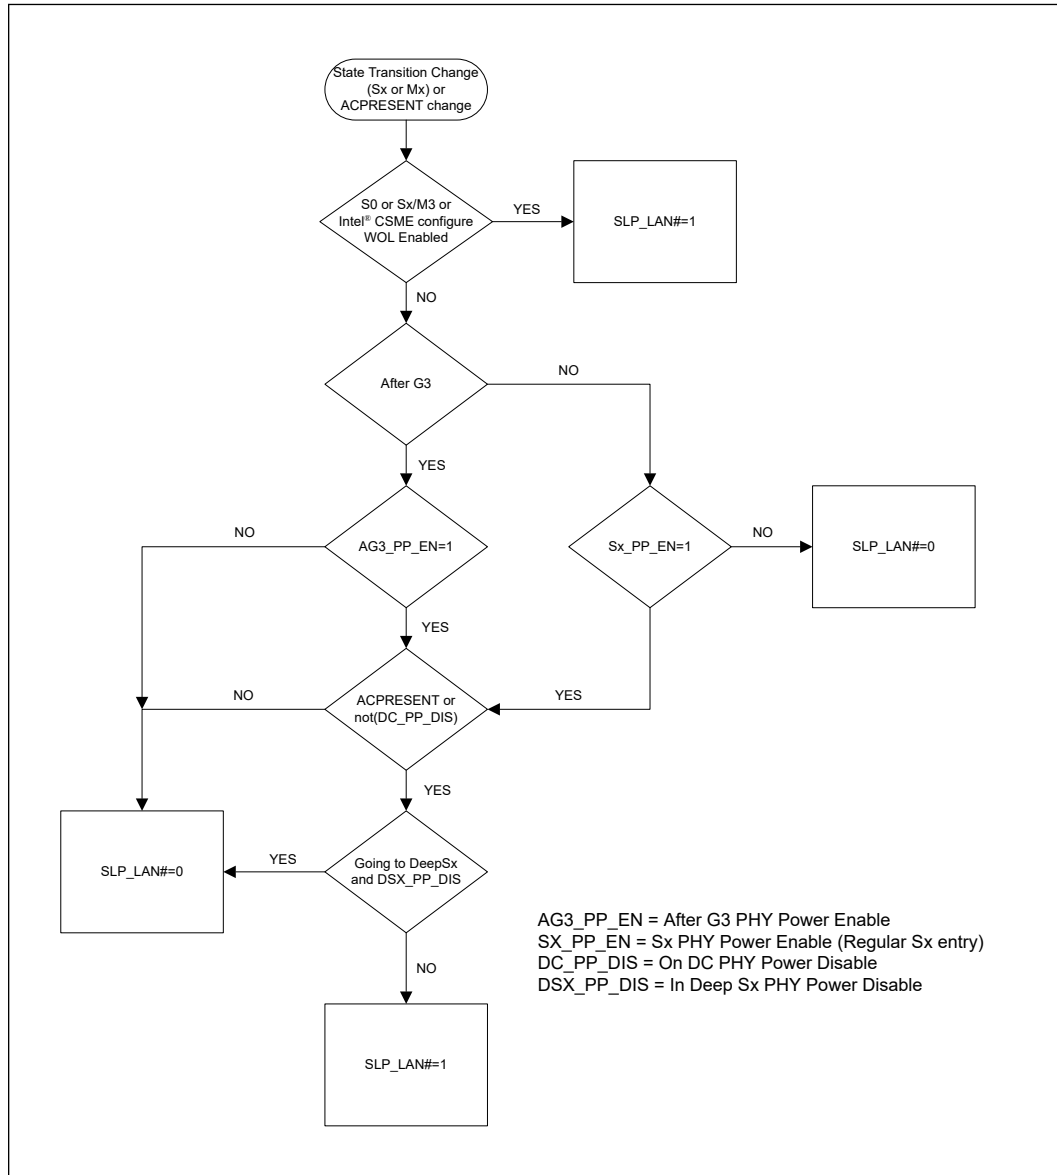 State Transition Change
(Sx or Mx) or
ACPRESENT change
S0 or Sx/M3 or
Intel® CSME configure
WOL Enabled
YES
SLP_LAN#=1
NO
After G3
NO
YES
NO
AG3_PP_EN=1
Sx_PP_EN=1
NO
SLP_LAN#=0
YES
NO
ACPRESENT or
not(DC_PP_DIS)
YES
YES
SLP_LAN#=0
YES
Going to DeepSx
and DSX_PP_DIS
AG3_PP_EN = After G3 PHY Power Enable
SX_PP_EN = Sx PHY Power Enable (Regular Sx entry)
DC_PP_DIS = On DC PHY Power Disable
DSX_PP_DIS = In Deep Sx PHY Power Disable
NO
SLP_LAN#=1